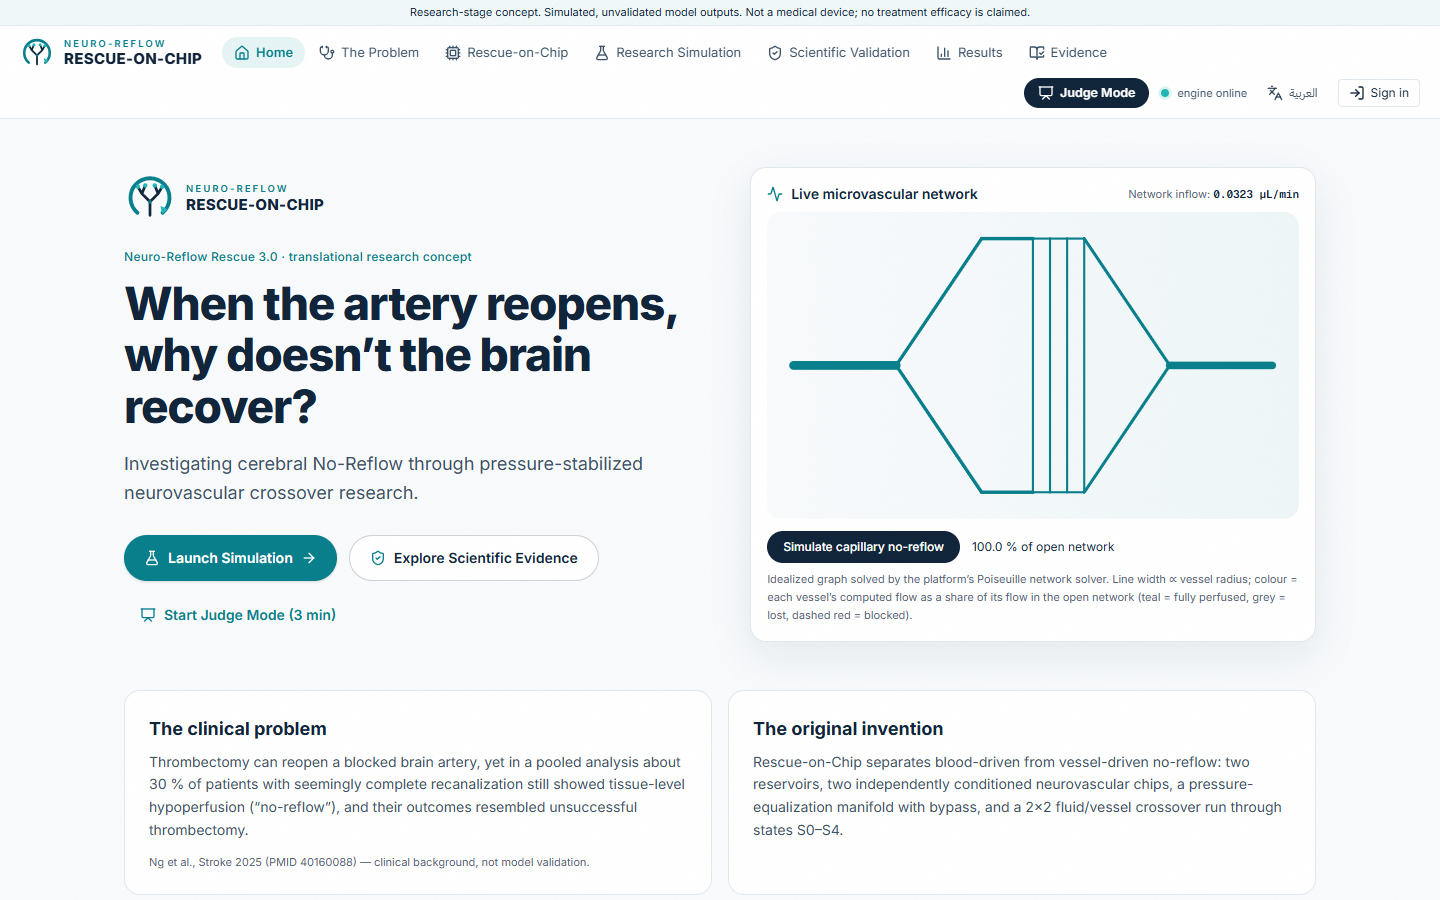 Research-stage concept. Simulated, unvalidated model outputs. Not a medical device; no treatment efficacy is claimed.
NEURO-REFLOW
RESCUE-ON-CHIP
Home
The Problem
Rescue-on-Chip
Research Simulation
Scientific Validation
Results
Evidence
Judge Mode
engine online
العربية
Sign in
NEURO-REFLOW
RESCUE-ON-CHIP
Neuro-Reflow Rescue 3.0 · translational research concept
When the artery reopens,
why doesn’t the brain
recover?
Investigating cerebral No-Reflow through pressure-stabilized
neurovascular crossover research.
Launch Simulation →
Explore Scientific Evidence
Start Judge Mode (3 min)
Live microvascular network
Network inflow: 0.0323 µL/min
Simulate capillary no-reflow
100.0 % of open network
Idealized graph solved by the platform’s Poiseuille network solver. Line width ∝ vessel radius; colour =
each vessel’s computed flow as a share of its flow in the open network (teal = fully perfused, grey =
lost, dashed red = blocked).
The clinical problem
Thrombectomy can reopen a blocked brain artery, yet in a pooled analysis about
30 % of patients with seemingly complete recanalization still showed tissue-level
hypoperfusion (“no-reflow”), and their outcomes resembled unsuccessful
thrombectomy.
Ng et al., Stroke 2025 (PMID 40160088) — clinical background, not model validation.
The original invention
Rescue-on-Chip separates blood-driven from vessel-driven no-reflow: two
reservoirs, two independently conditioned neurovascular chips, a pressure-
equalization manifold with bypass, and a 2×2 fluid/vessel crossover run through
states S0–S4.